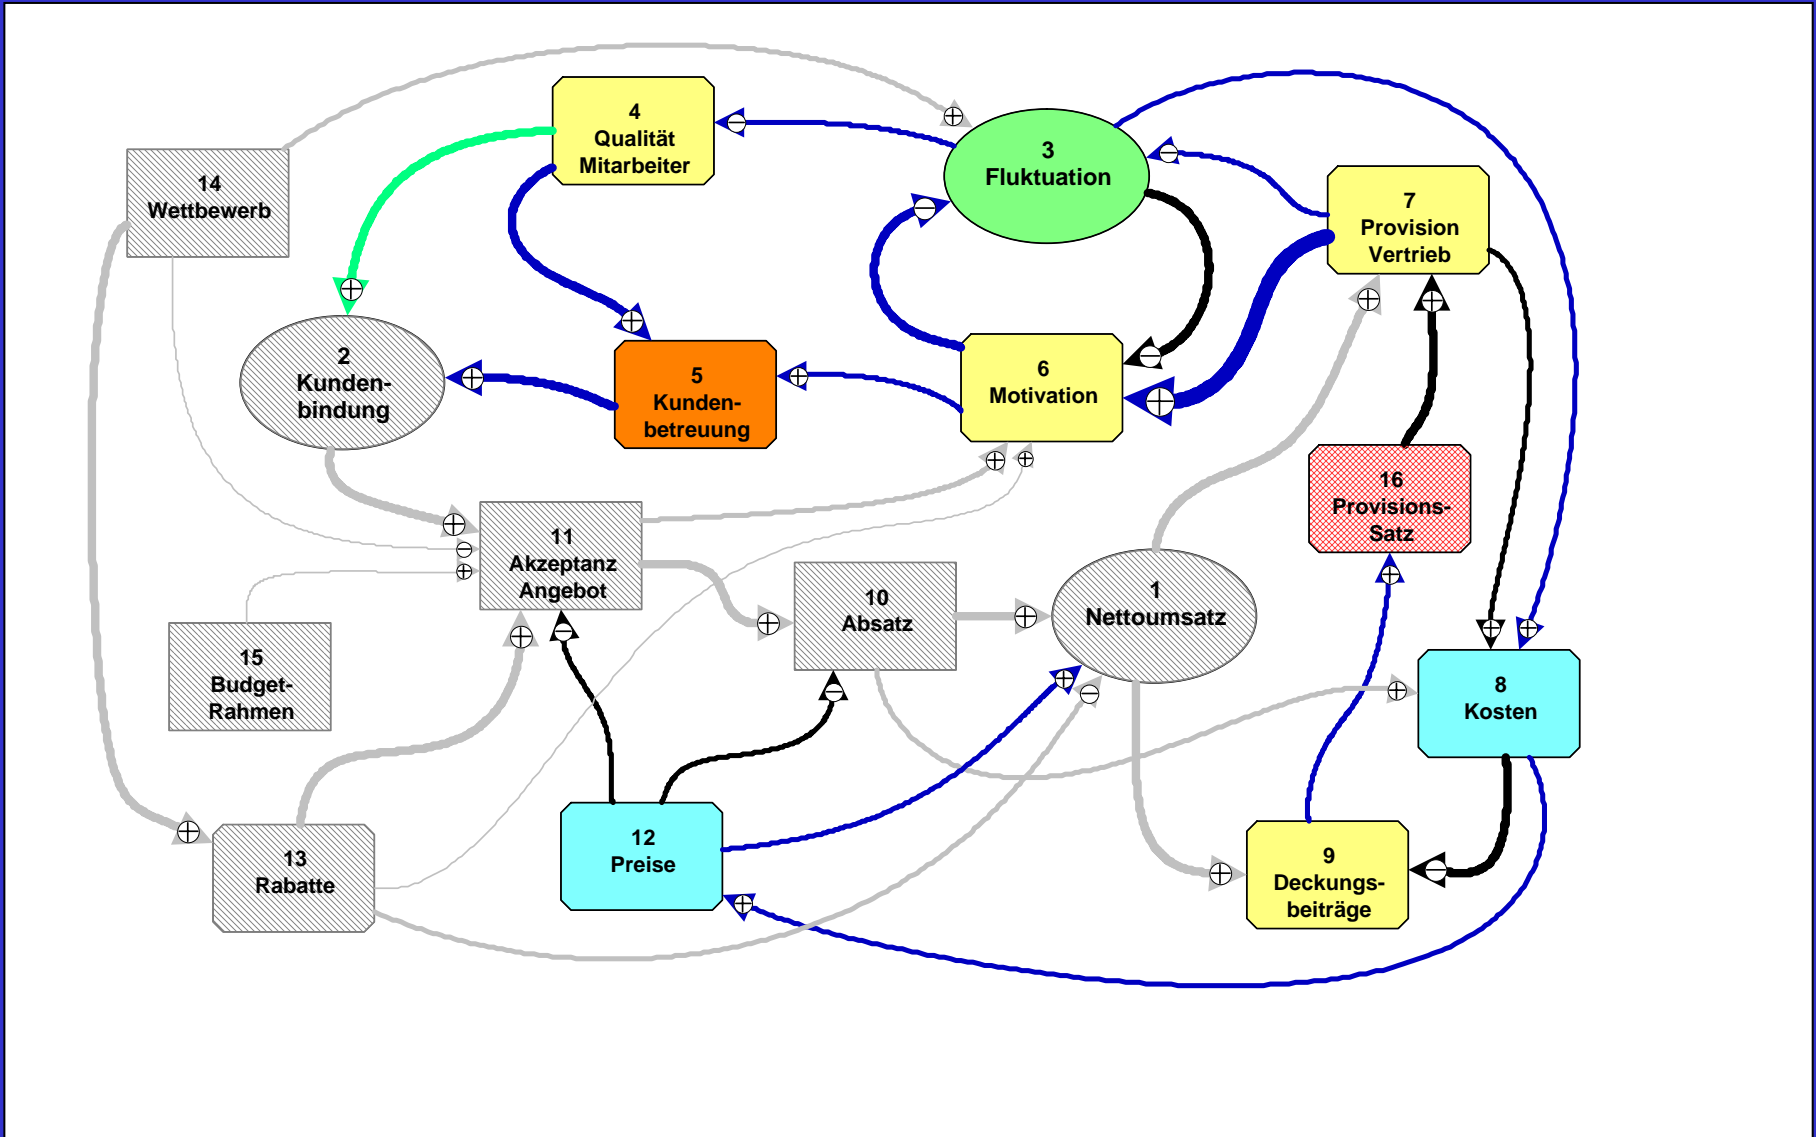 4
Qualität
Mitarbeiter
3
Fluktuation
14
Wettbewerb
7
Provision
Vertrieb
2
Kunden-
bindung
5
Kunden-
betreuung
6
Motivation
16
Provisions-
Satz
11
Akzeptanz
Angebot
10
Absatz
1
Nettoumsatz
15
Budget-
Rahmen
8
Kosten
12
Preise
13
Rabatte
9
Deckungs-
beiträge